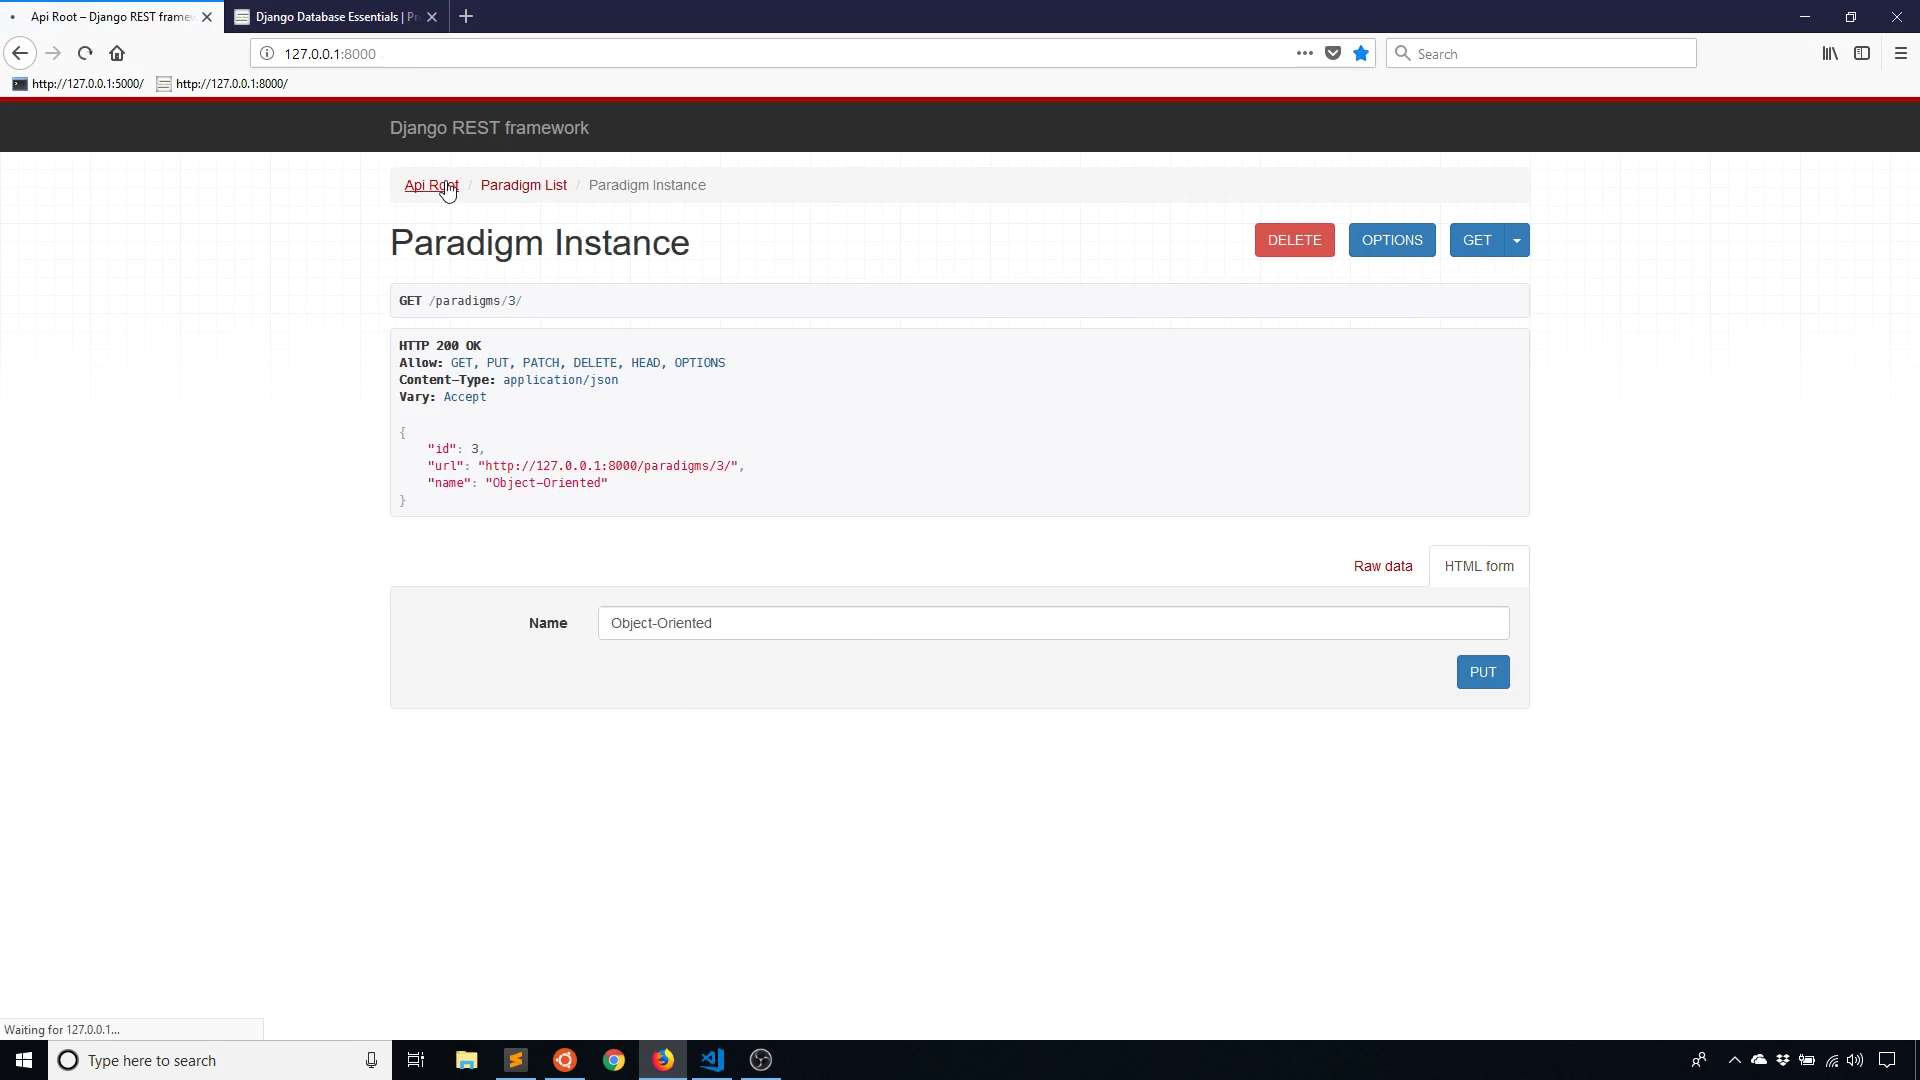 Api Root – Django REST frame
Django Database Essentials |
127.0.0.1:8000
Search
http://127.0.0.1:5000/
http://127.0.0.1:8000/
Django REST framework
Api Root / Paradigm List / Paradigm Instance
Paradigm Instance
DELETE
OPTIONS
GET
GET /paradigms/3/
HTTP 200 OK
Allow: GET, PUT, PATCH, DELETE, HEAD, OPTIONS
Content-Type: application/json
Vary: Accept
{
"id": 3,
"url": "http://127.0.0.1:8000/paradigms/3/",
"name": "Object-Oriented"
}
Raw data
HTML form
Name
Object-Oriented
PUT
Waiting for 127.0.0.1...
Type here to search